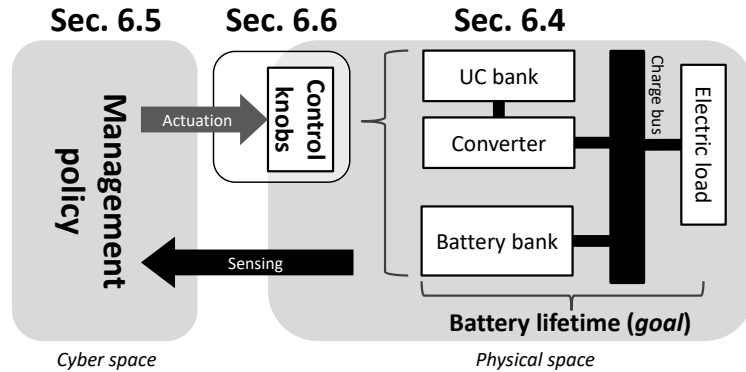 Sec. 6.5
Sec. 6.6
Sec. 6.4
Management
policy
Actuation
Control
knobs
Sensing
UC bank
Converter
Battery bank
Charge bus
Electric load
Battery lifetime (goal)
Cyber space
Physical space